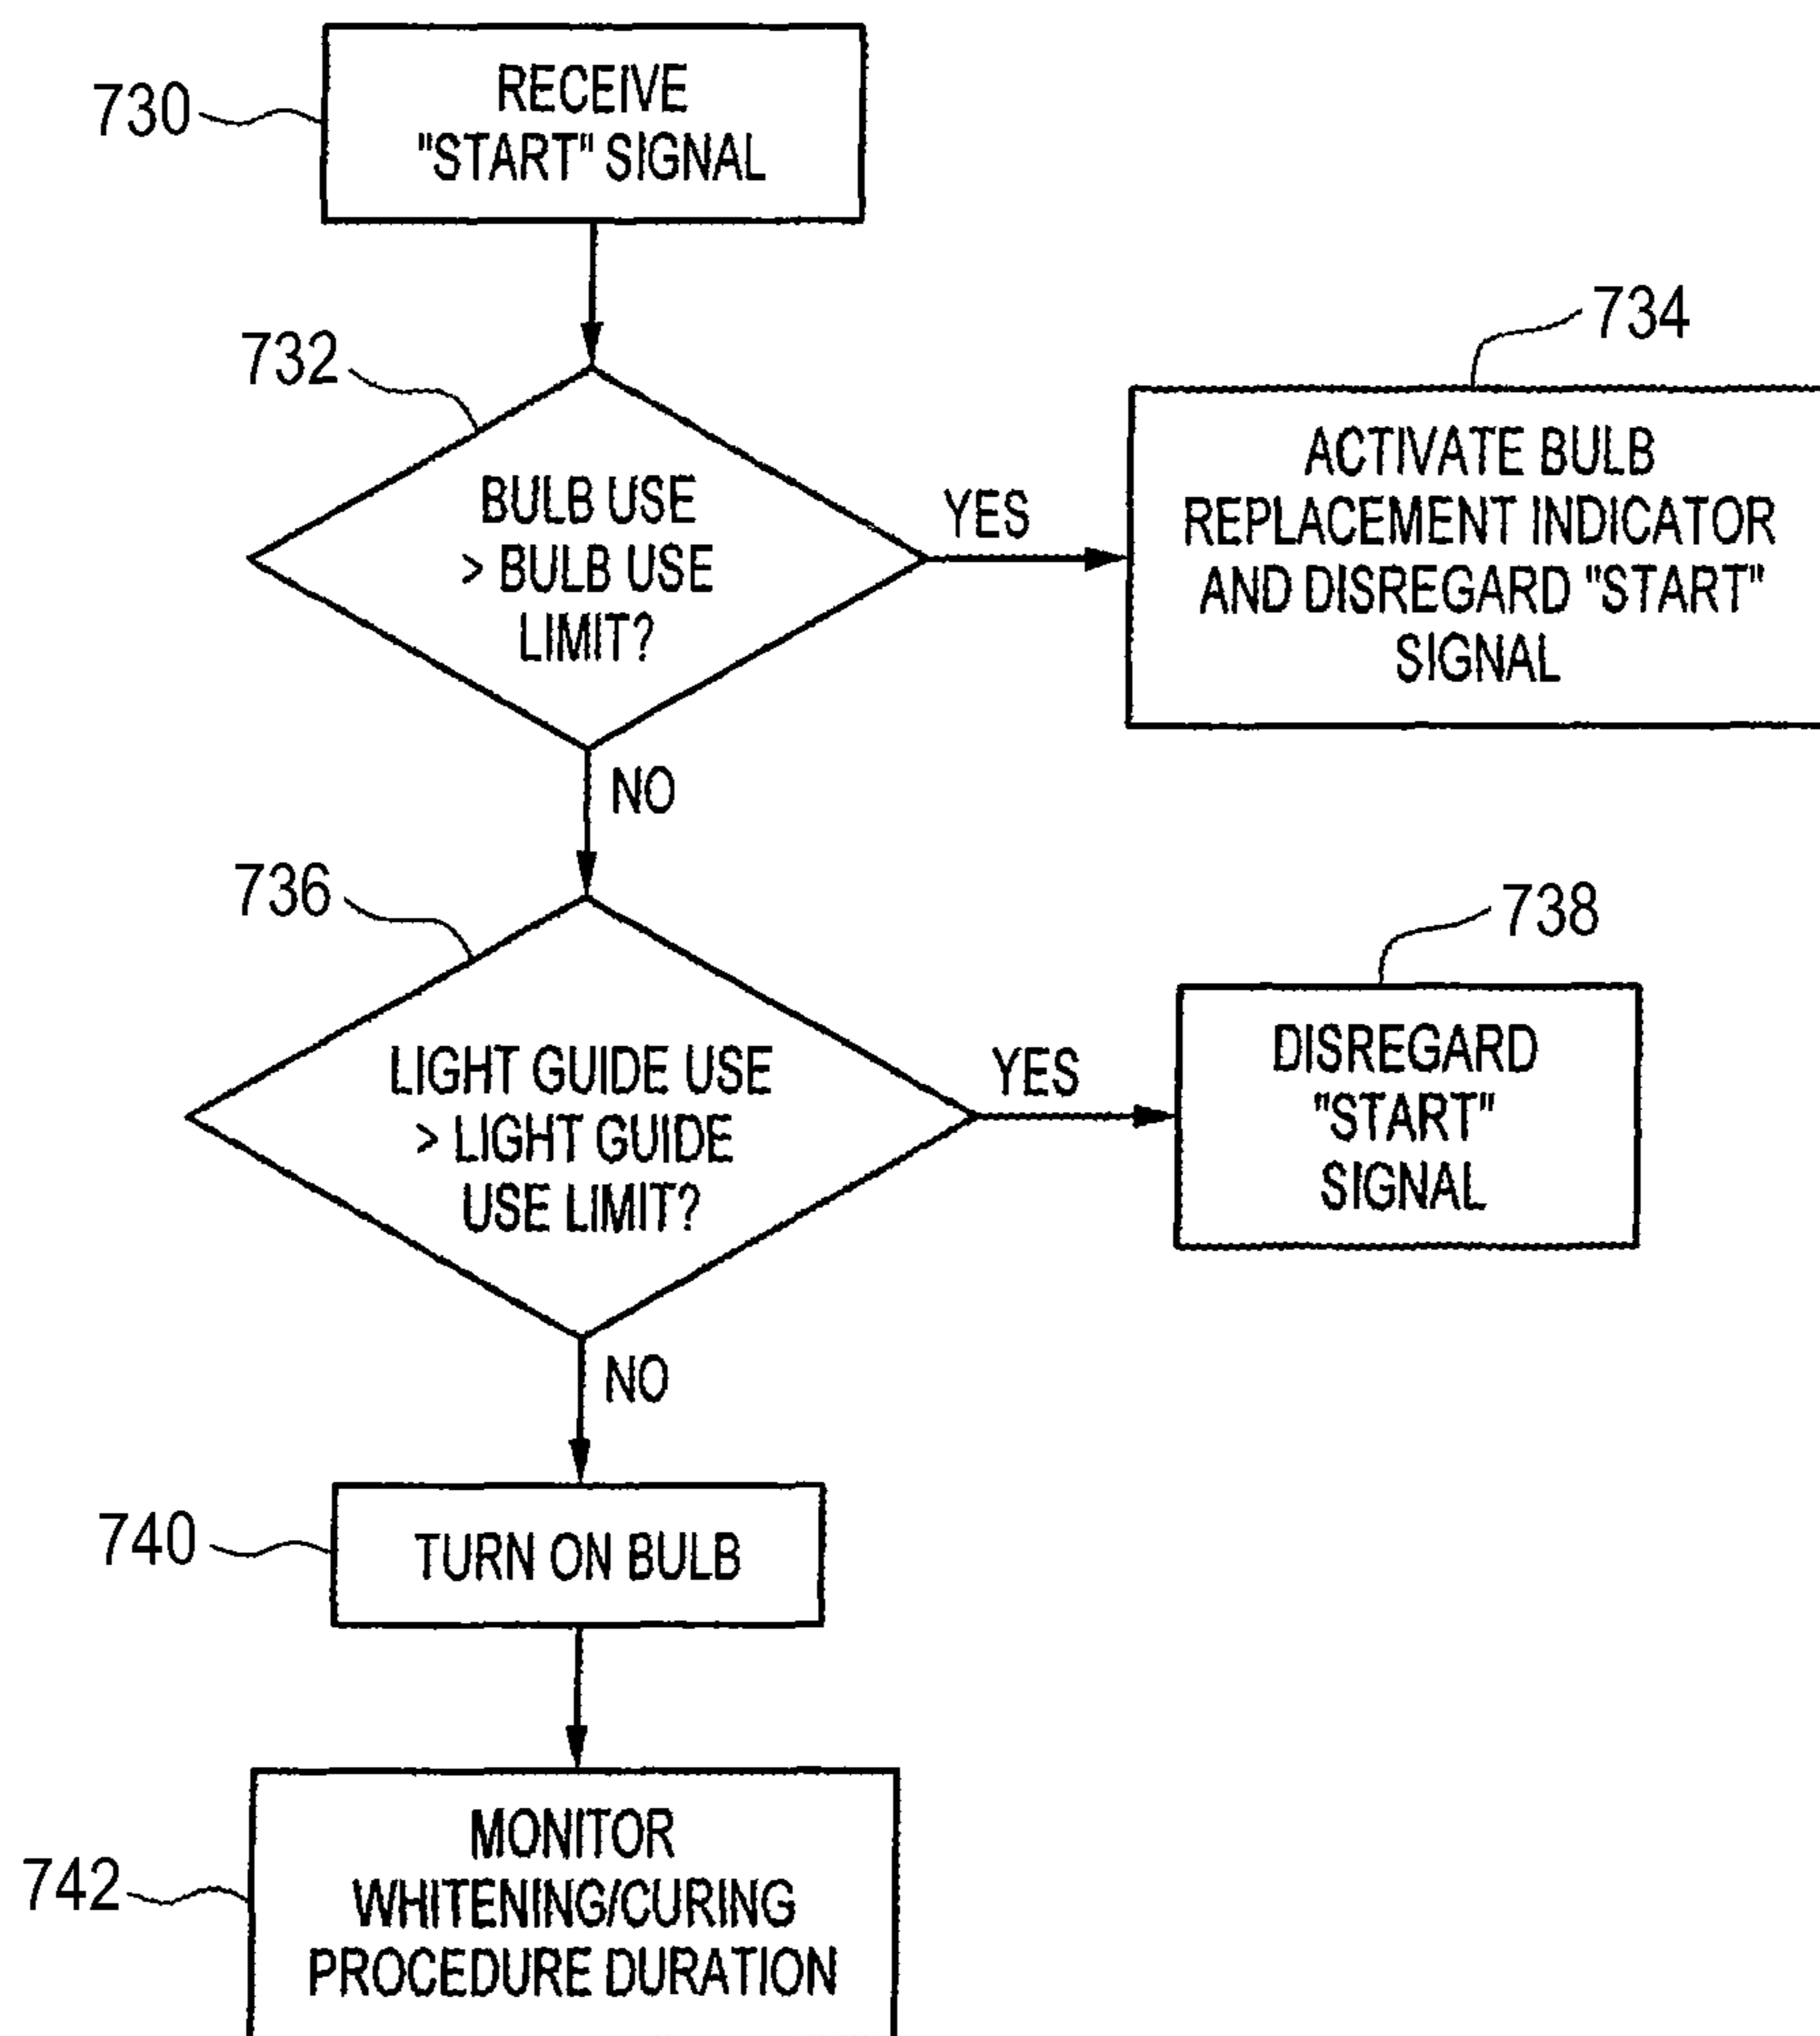 730
RECEIVE
"START" SIGNAL
732
BULB USE
> BULB USE
LIMIT?
YES
734
ACTIVATE BULB
REPLACEMENT INDICATOR
AND DISREGARD "START"
SIGNAL
NO
736
LIGHT GUIDE USE
> LIGHT GUIDE
USE LIMIT?
YES
738
DISREGARD
"START"
SIGNAL
NO
740
TURN ON BULB
742
MONITOR
WHITENING/CURING
PROCEDURE DURATION